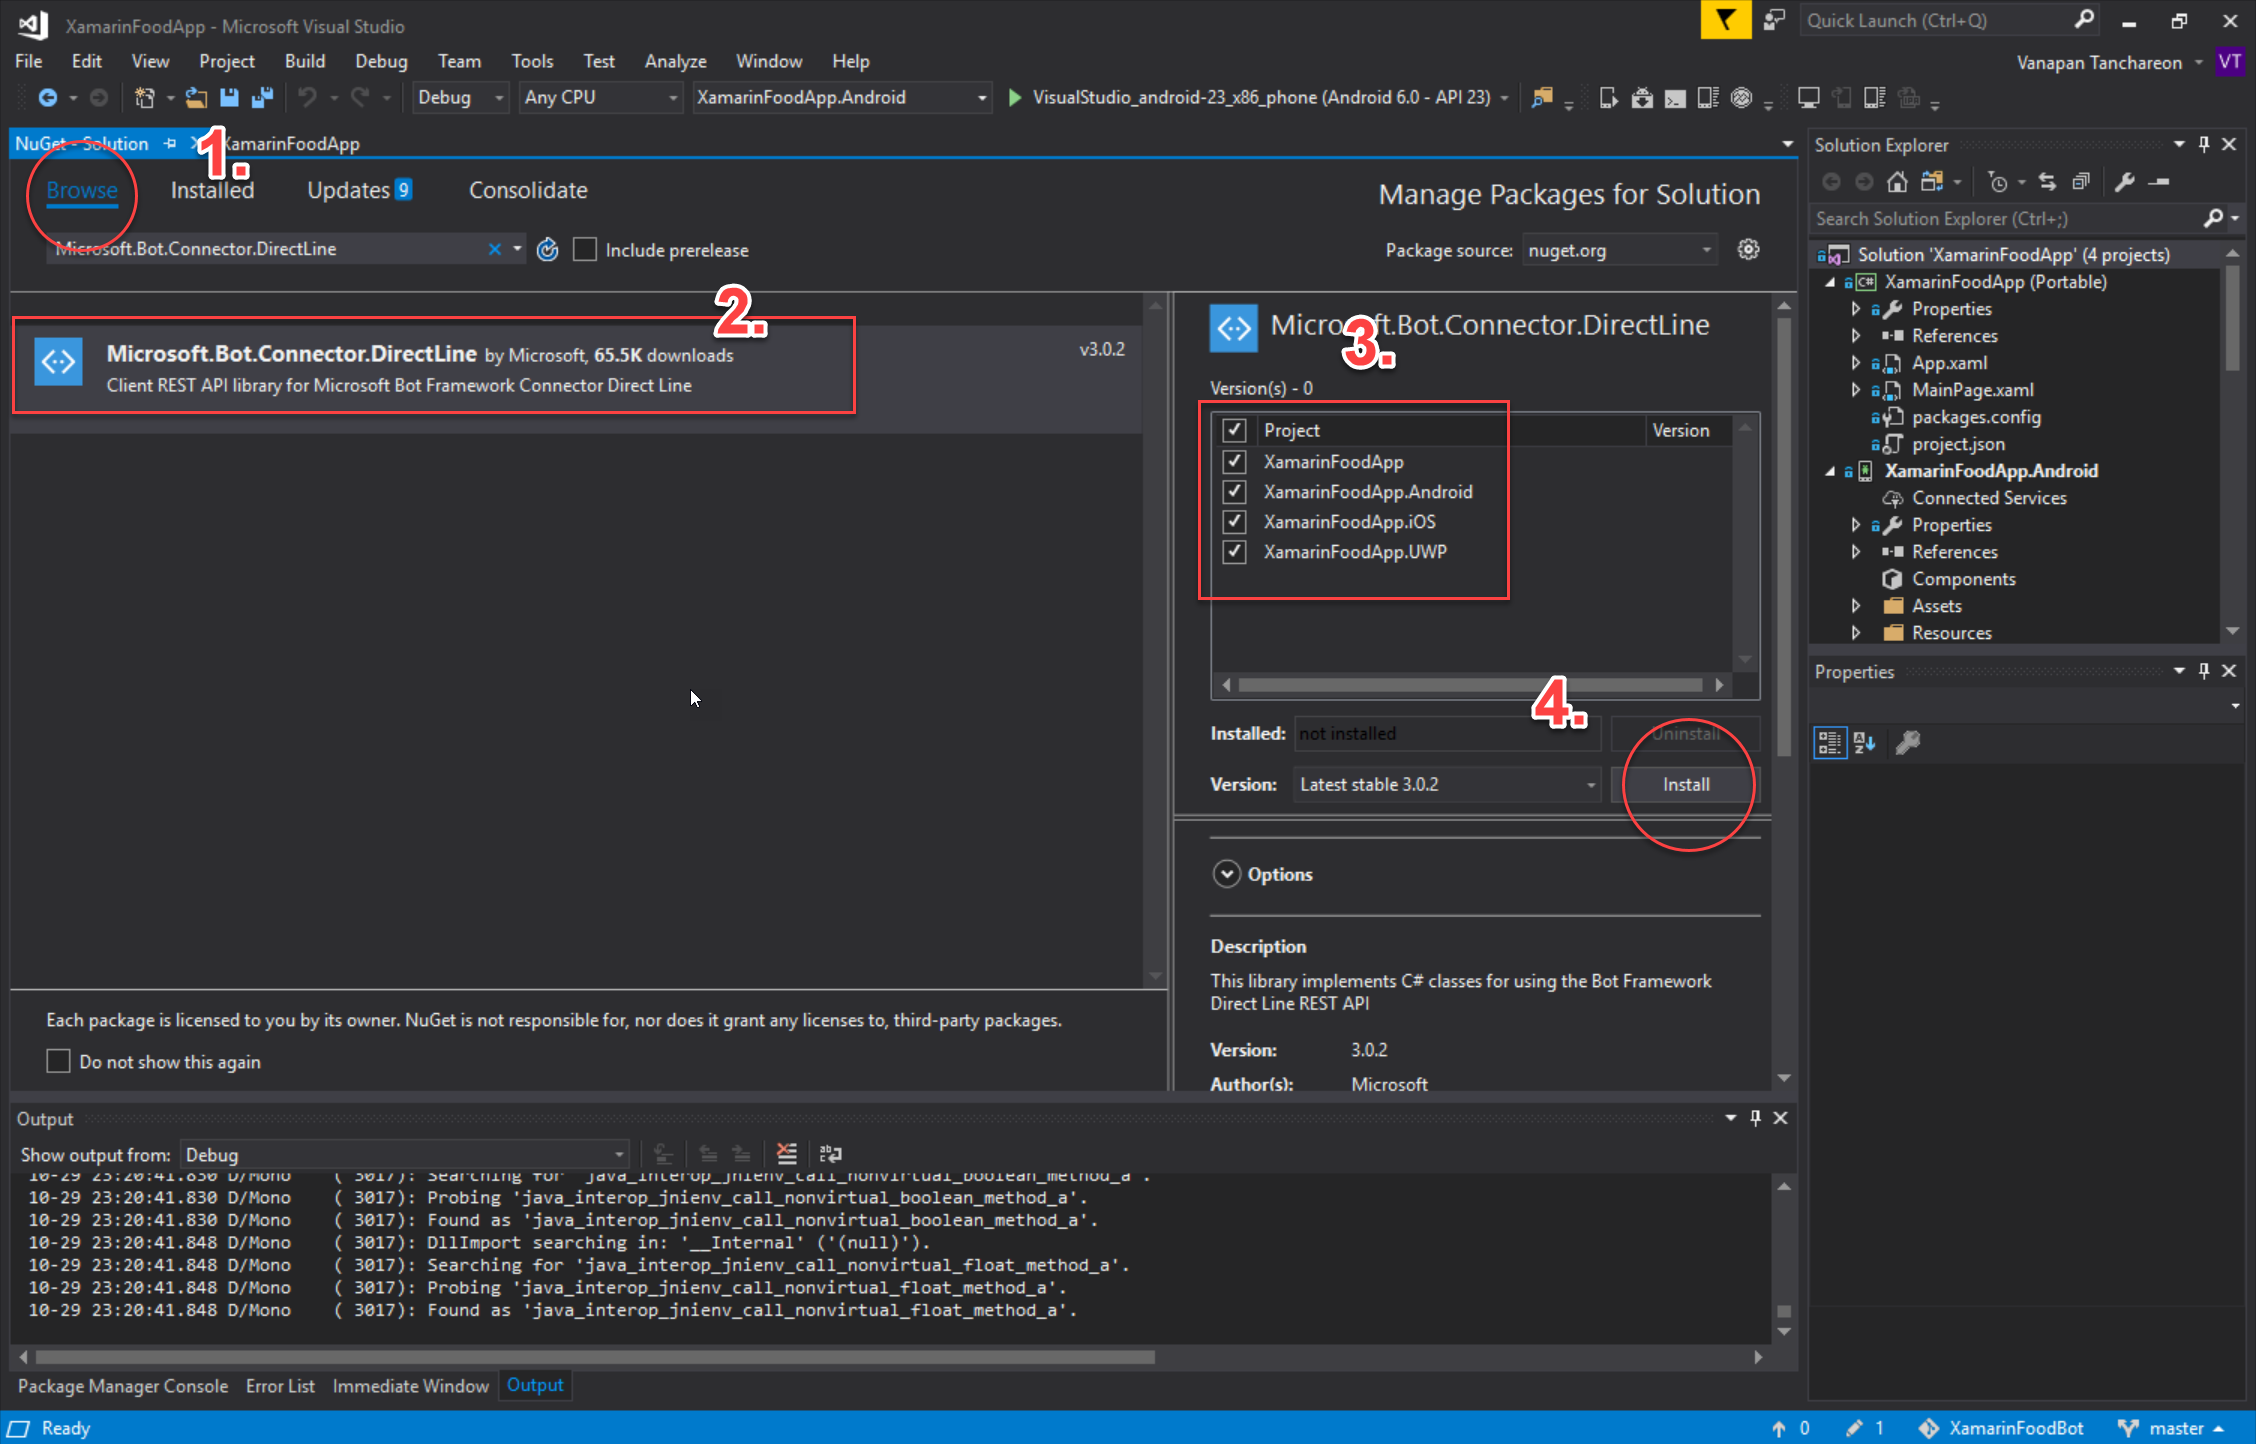 XamarinFoodApp - Microsoft Visual Studio
Quick Launch (Ctrl+Q)
File Edit View Project Build Debug Team Tools Test Analyze Window Help
Vanapan Tanchareon VT
Debug Any CPU XamarinFoodApp.Android VisualStudio_android-23_x86_phone (Android 6.0 - API 23)
NuGet - Solution XamarinFoodApp
1.
Browse Installed Updates 9 Consolidate
Manage Packages for Solution
Microsoft.Bot.Connector.DirectLine
Include prerelease
Package source: nuget.org
2.
Microsoft.Bot.Connector.DirectLine by Microsoft, 65.5K downloads
v3.0.2
Client REST API library for Microsoft Bot Framework Connector Direct Line
Each package is licensed to you by its owner. NuGet is not responsible for, nor does it grant any licenses to, third-party packages.
Do not show this again
Microsoft.Bot.Connector.DirectLine
3.
Version(s) - 0
Project Version
XamarinFoodApp
XamarinFoodApp.Android
XamarinFoodApp.iOS
XamarinFoodApp.UWP
4.
Installed: not installed Uninstall
Version: Latest stable 3.0.2 Install
Options
Description
This library implements C# classes for using the Bot Framework
Direct Line REST API
Version: 3.0.2
Author(s): Microsoft
Solution Explorer
Search Solution Explorer (Ctrl+;)
Solution 'XamarinFoodApp' (4 projects)
C# XamarinFoodApp (Portable)
Properties
References
App.xaml
MainPage.xaml
packages.config
project.json
XamarinFoodApp.Android
Connected Services
Properties
References
Components
Assets
Resources
Properties
Output
Show output from: Debug
10-29 23:20:41.830 D/Mono ( 3017): Searching for 'java_interop_jnienv_call_nonvirtual_boolean_method_a'.
10-29 23:20:41.830 D/Mono ( 3017): Probing 'java_interop_jnienv_call_nonvirtual_boolean_method_a'.
10-29 23:20:41.830 D/Mono ( 3017): Found as 'java_interop_jnienv_call_nonvirtual_boolean_method_a'.
10-29 23:20:41.848 D/Mono ( 3017): DllImport searching in: '__Internal' ('(null)').
10-29 23:20:41.848 D/Mono ( 3017): Searching for 'java_interop_jnienv_call_nonvirtual_float_method_a'.
10-29 23:20:41.848 D/Mono ( 3017): Probing 'java_interop_jnienv_call_nonvirtual_float_method_a'.
10-29 23:20:41.848 D/Mono ( 3017): Found as 'java_interop_jnienv_call_nonvirtual_float_method_a'.
Package Manager Console Error List Immediate Window Output
Ready
0 1 XamarinFoodBot master